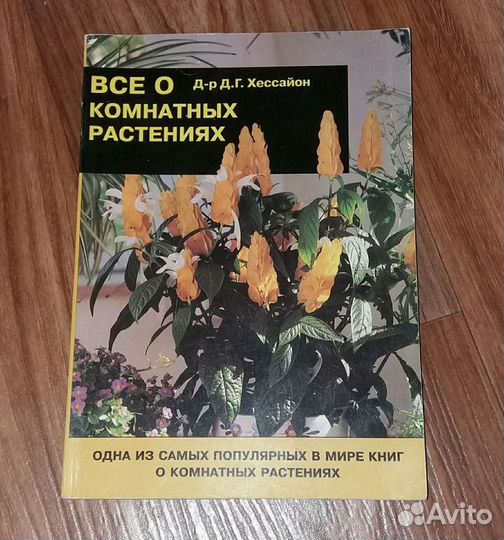 ВСЕ О Д-р Д.Г. Хессайон
КОМНАТНЫХ
РАСТЕНИЯХ
ОДНА ИЗ САМЫХ ПОПУЛЯРНЫХ В МИРЕ КНИГ
О КОМНАТНЫХ РАСТЕНИЯХ
Avito